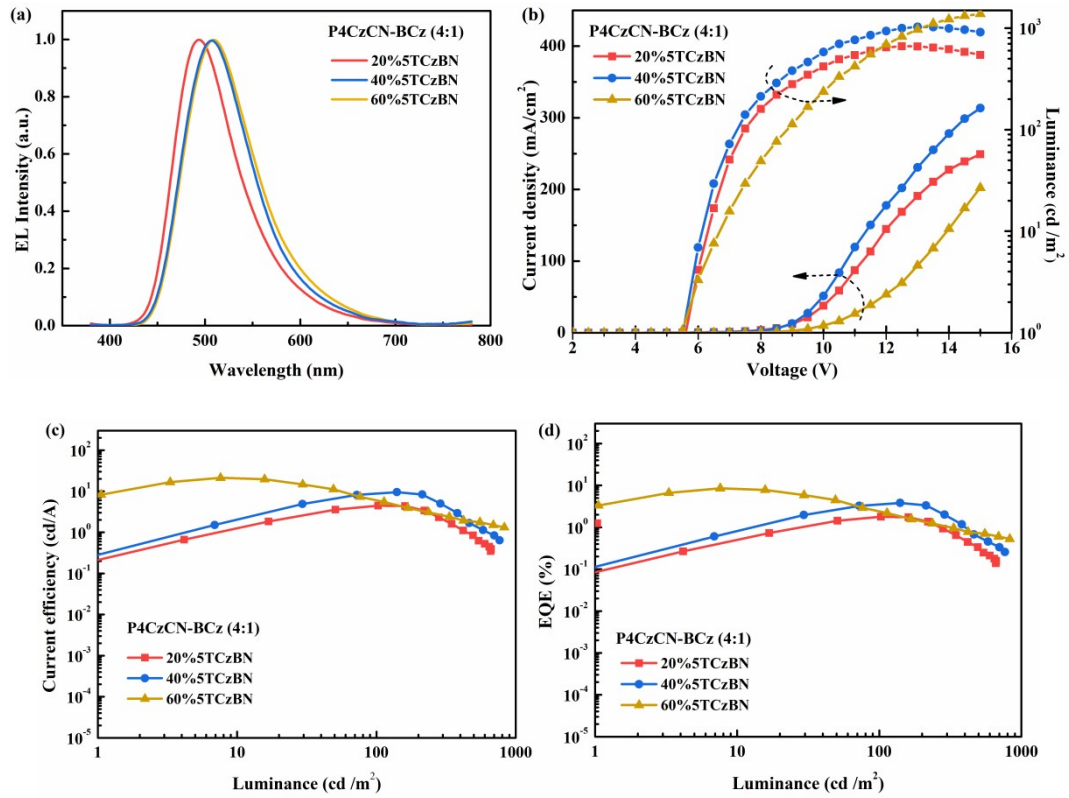 (a)
P4CzCN-BCz (4:1)
20%5TCzBN
40%5TCzBN
60%5TCzBN
EL Intensity (a.u.)
1.0
0.8
0.6
0.4
0.2
0.0
400 500 600 700 800
Wavelength (nm)
(b)
P4CzCN-BCz (4:1)
20%5TCzBN
40%5TCzBN
60%5TCzBN
Current density (mA/cm²)
400
300
200
100
0
2 4 6 8 10 12 14 16
Voltage (V)
10³
10²
10¹
10⁰
Luminance (cd /m²)
(c)
Current efficiency (cd/A)
10²
10¹
10⁰
10⁻¹
10⁻²
10⁻³
10⁻⁴
10⁻⁵
P4CzCN-BCz (4:1)
20%5TCzBN
40%5TCzBN
60%5TCzBN
1 10 100 1000
Luminance (cd /m²)
(d)
EQE (%)
10²
10¹
10⁰
10⁻¹
10⁻²
10⁻³
10⁻⁴
10⁻⁵
P4CzCN-BCz (4:1)
20%5TCzBN
40%5TCzBN
60%5TCzBN
1 10 100 1000
Luminance (cd /m²)